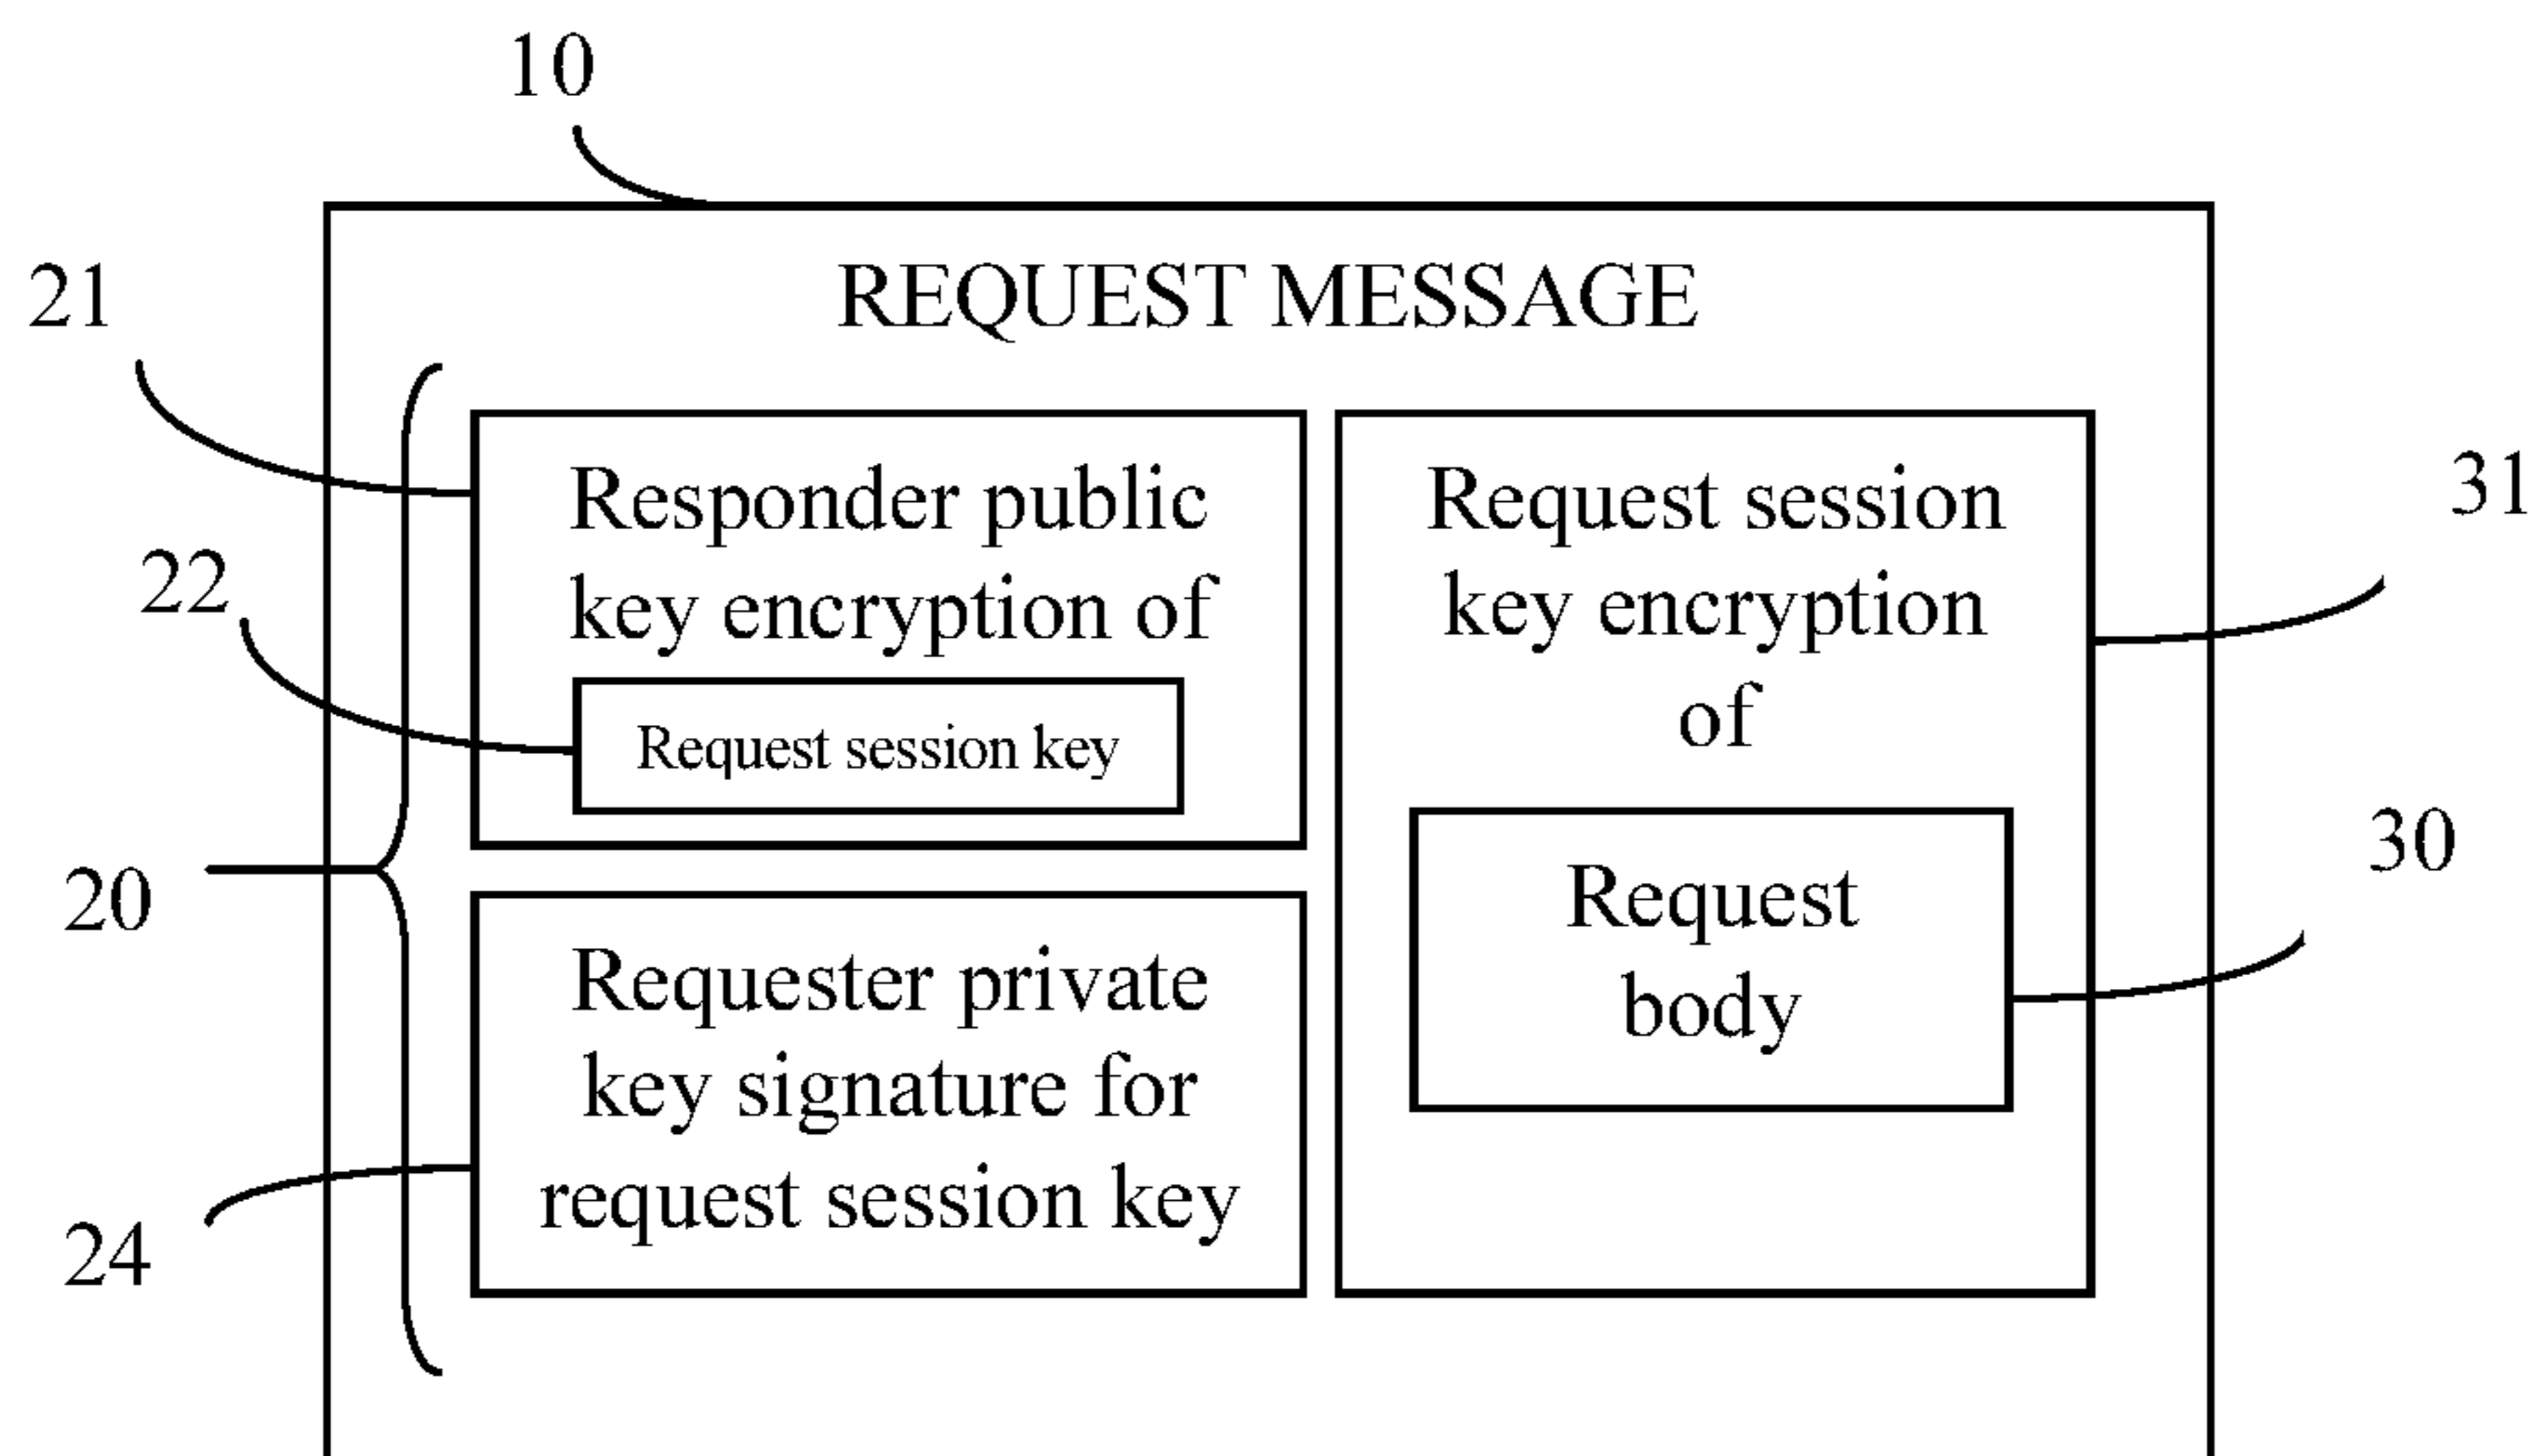 10
REQUEST MESSAGE
21
Responder public
key encryption of
22
Request session key
20
Requester private
key signature for
request session key
24
Request session
key encryption
of
31
Request
body
30